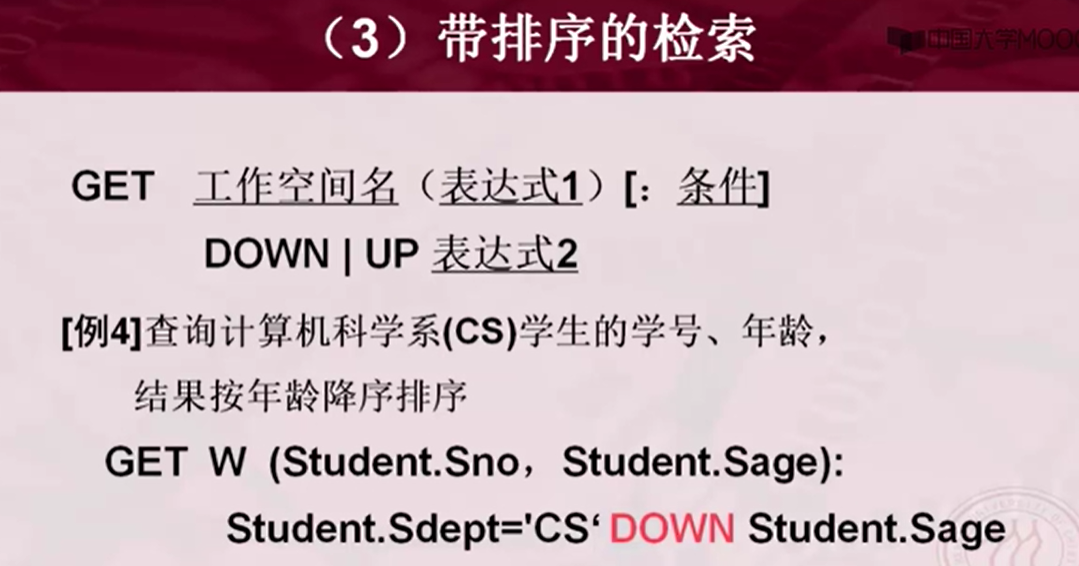 （3）带排序的检索
中国大学MOO
GET 工作空间名（表达式1）[：条件]
DOWN | UP 表达式2
[例4]查询计算机科学系(CS)学生的学号、年龄，
结果按年龄降序排序
GET W (Student.Sno，Student.Sage):
Student.Sdept='CS‘ DOWN Student.Sage